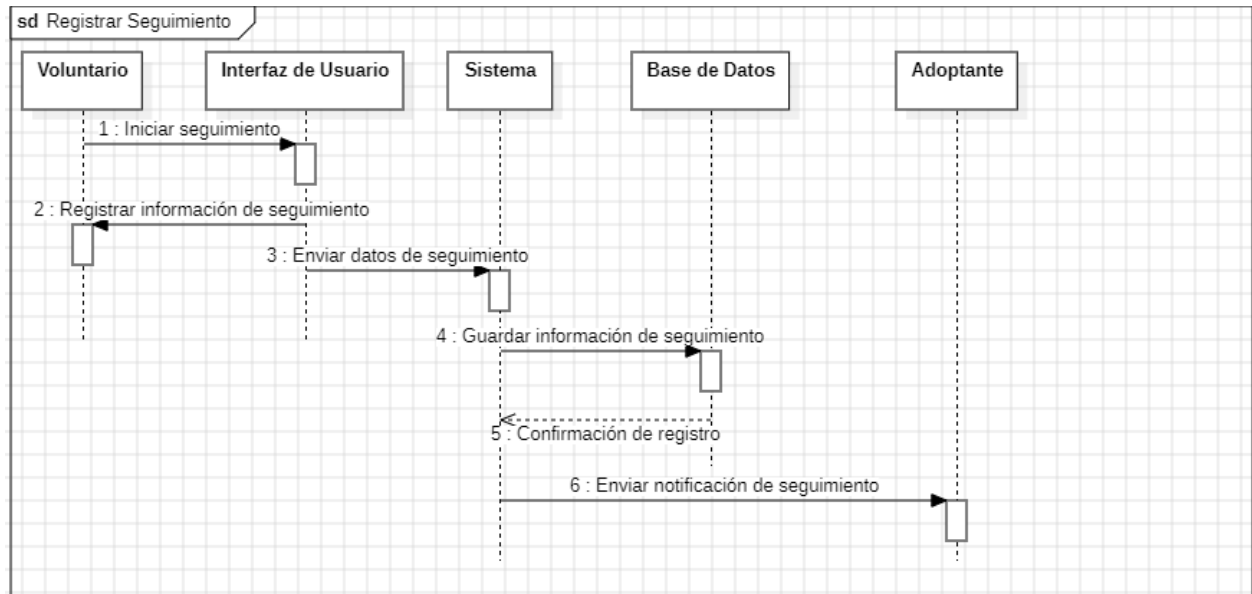 sd Registrar Seguimiento
Voluntario
Interfaz de Usuario
Sistema
Base de Datos
Adoptante
1 : Iniciar seguimiento
2 : Registrar información de seguimiento
3 : Enviar datos de seguimiento
4 : Guardar información de seguimiento
5 : Confirmación de registro
6 : Enviar notificación de seguimiento